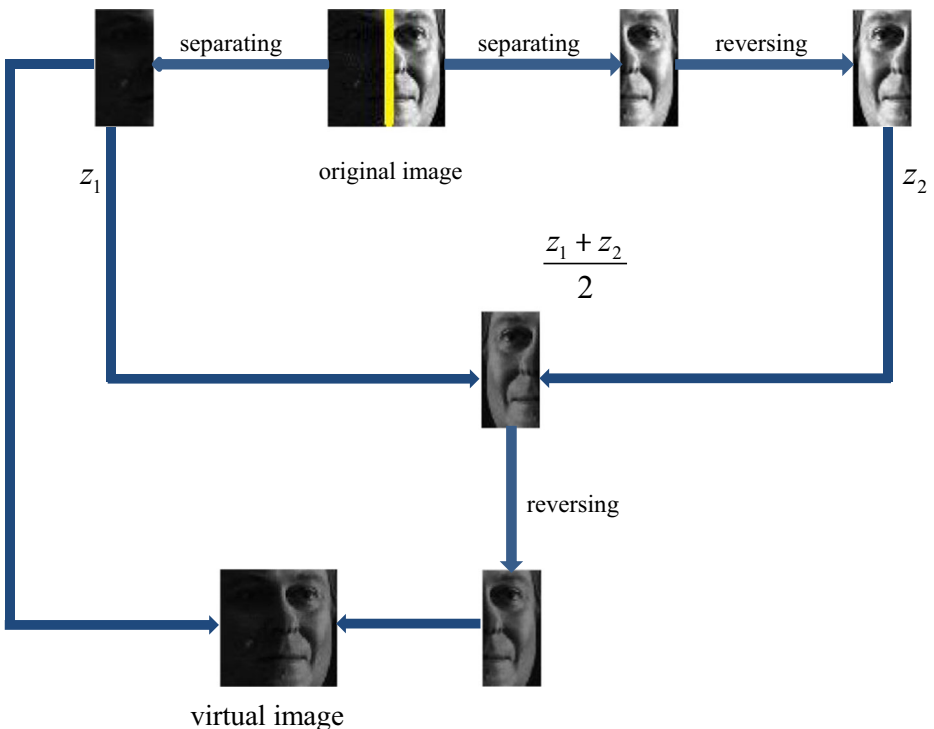 separating
separating
reversing
original image
z₁
z₂
(z₁ + z₂)/2
reversing
virtual image